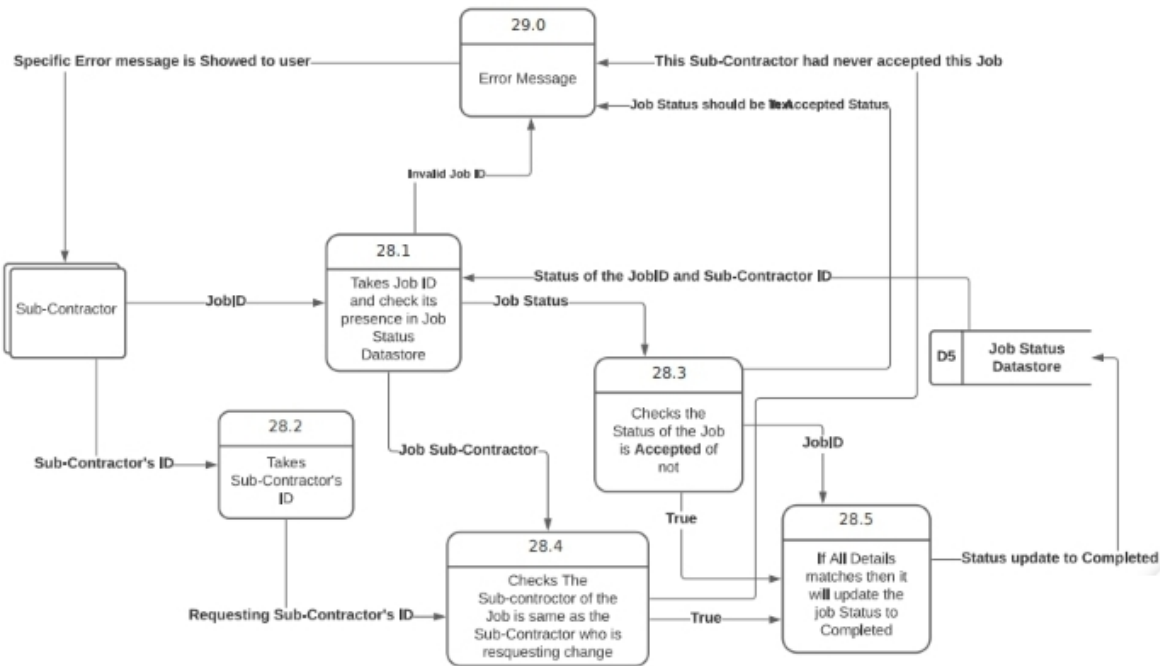 29.0
Error Message
Specific Error message is Showed to user
This Sub-Contractor had never accepted this Job
Job Status should be Accepted Status
Invalid Job ID
28.1
Takes Job ID
and check its
presence in Job
Status
Datastore
Status of the JobID and Sub-Contractor ID
Sub-Contractor
JobID
Job Status
D5
Job Status
Datastore
28.3
Checks the
Status of the Job
is Accepted of
not
28.2
Takes
Sub-Contractor's
ID
Sub-Contractor's ID
Job Sub-Contractor
JobID
True
28.5
If All Details
matches then it
will update the
job Status to
Completed
Status update to Completed
28.4
Checks The
Sub-controctor of the
Job is same as the
Sub-Contractor who is
resquesting change
Requesting Sub-Contractor's ID
True